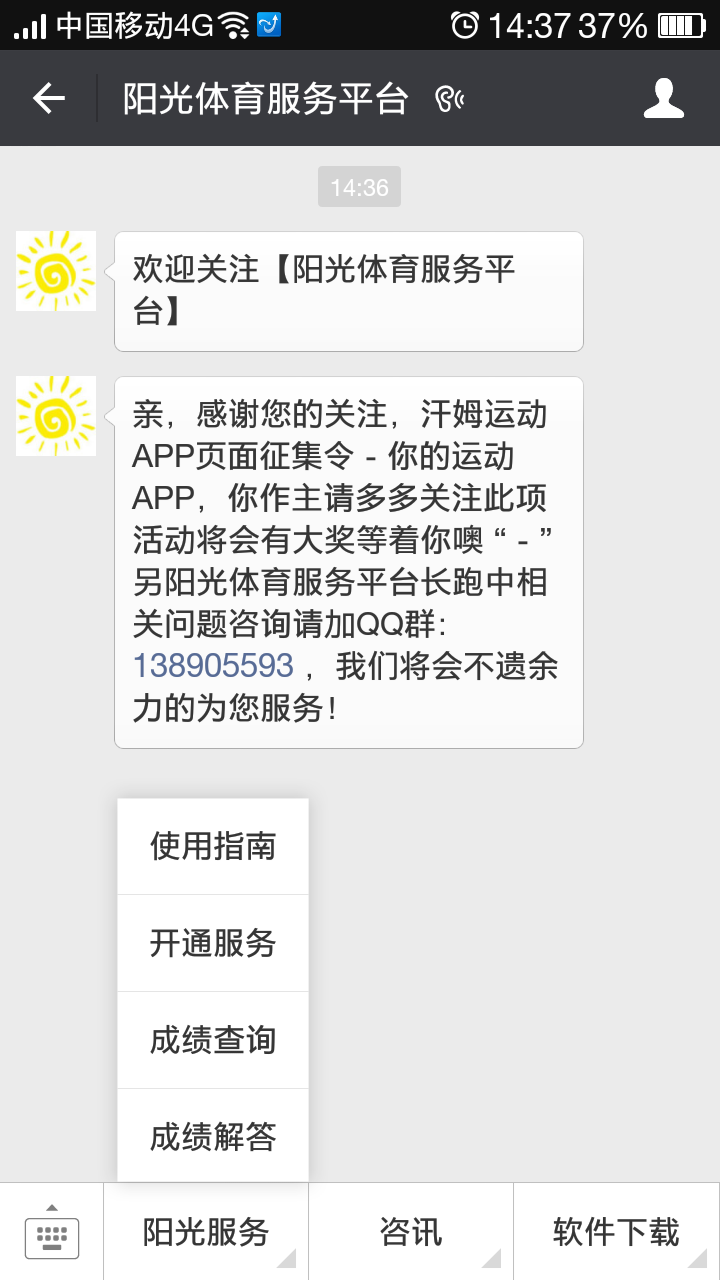 中国移动4G
14:37 37%
阳光体育服务平台
14:36
欢迎关注【阳光体育服务平
台】
亲，感谢您的关注，汗姆运动
APP页面征集令 - 你的运动
APP，你作主请多多关注此项
活动将会有大奖等着你噢 “ - ”
另阳光体育服务平台长跑中相
关问题咨询请加QQ群:
138905593 ，我们将会不遗余
力的为您服务！
使用指南
开通服务
成绩查询
成绩解答
阳光服务
咨讯
软件下载